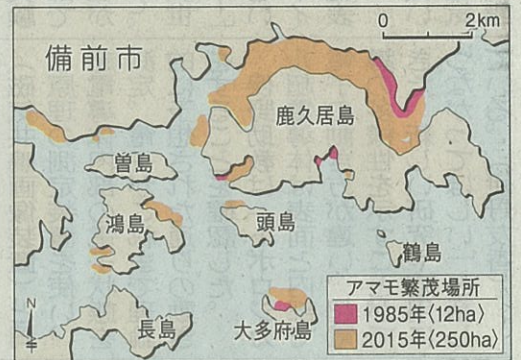 0 2km
備前市
鹿久居島
曽島
鴻島
頭島
鶴島
アマモ繁茂場所
1985年〈12ha〉
2015年〈250ha〉
N
長島
大多府島